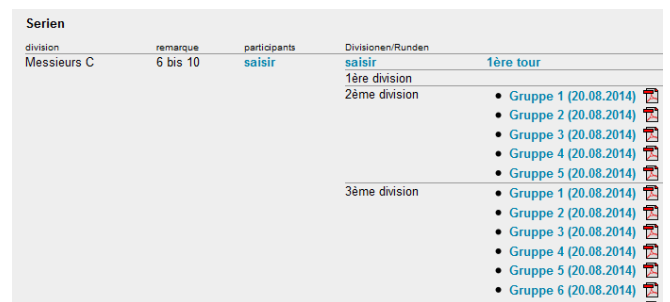 Serien
division remarque participants Divisionen/Runden
Messieurs C 6 bis 10 saisir saisir 1ère tour
1ère division
2ème division • Gruppe 1 (20.08.2014)
• Gruppe 2 (20.08.2014)
• Gruppe 3 (20.08.2014)
• Gruppe 4 (20.08.2014)
• Gruppe 5 (20.08.2014)
3ème division • Gruppe 1 (20.08.2014)
• Gruppe 2 (20.08.2014)
• Gruppe 3 (20.08.2014)
• Gruppe 4 (20.08.2014)
• Gruppe 5 (20.08.2014)
• Gruppe 6 (20.08.2014)